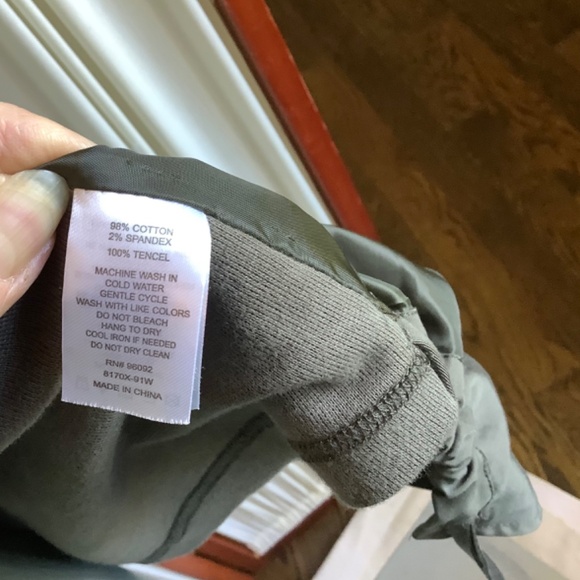 98% COTTON
2% SPANDEX
100% TENCEL
MACHINE WASH IN
COLD WATER
GENTLE CYCLE
WASH WITH LIKE COLORS
DO NOT BLEACH
HANG TO DRY
COOL IRON IF NEEDED
DO NOT DRY CLEAN
RN# 96092
8170X-91W
MADE IN CHINA